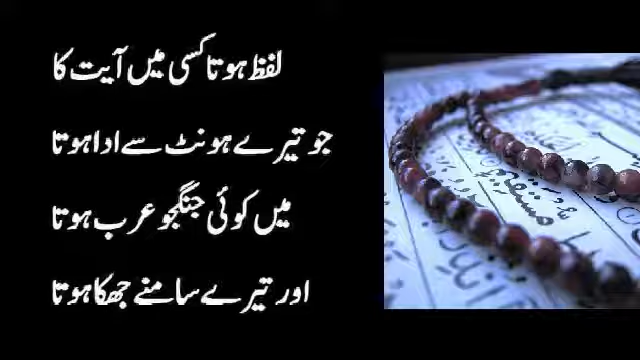 لفظ ہوتا کسی میں آیت کا
جو تیرے ہونٹ سے ادا ہوتا
میں کوئی جنگجو عرب ہوتا
اور تیرے سامنے جھکا ہوتا
مستقیم